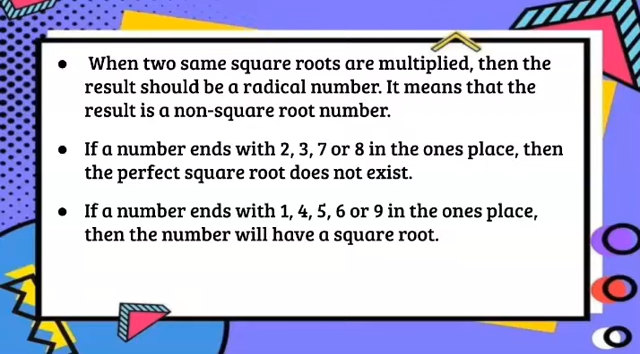 ● When two same square roots are multiplied, then the
result should be a radical number. It means that the
result is a non-square root number.
● If a number ends with 2, 3, 7 or 8 in the ones place, then
the perfect square root does not exist.
● If a number ends with 1, 4, 5, 6 or 9 in the ones place,
then the number will have a square root.